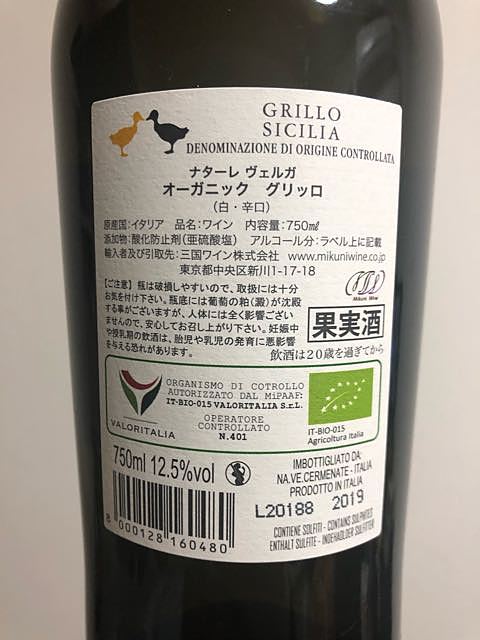 GRILLO
SICILIA
DENOMINAZIONE DI ORIGINE CONTROLLATA
ナターレ ヴェルガ
オーガニック グリッロ
(白・辛口)
原産国:イタリア 品名:ワイン 内容量:750㎖
添加物:酸化防止剤(亜硫酸塩) アルコール分:ラベル上に記載
輸入者及び引取先:三国ワイン株式会社 www.mikuniwine.co.jp
東京都中央区新川1-17-18
【ご注意】瓶は破損しやすいので、取扱には十分
お気を付け下さい。瓶底には葡萄の粕(澱)が沈殿
する事がございますが、人体には全く影響ござい
ませんので、安心してお召し上がり下さい。妊娠中
や授乳期の飲酒は、胎児や乳児の発育に悪影響
を与える恐れがあります。
Mikuni Wine
果実酒
飲酒は20歳を過ぎてから
VALORITALIA
ORGANISMO DI COTROLLO
AUTORIZZATO DAL MiPAAF:
IT-BIO-015 VALORITALIA S.r.L.
OPERATORE
CONTROLLATO
N.401
IT-BIO-015
Agricoltura Italia
750ml 12.5%vol
8 000128 160480
IMBOTTIGLIATO DA:
NA.VE.CERMENATE - ITALIA
PRODOTTO IN ITALIA
L20188 2019
CONTIENE SOLFITI - CONTAINS SULPHITES
ENTHALT SULFITE - INDEHOLDER SULFITTER